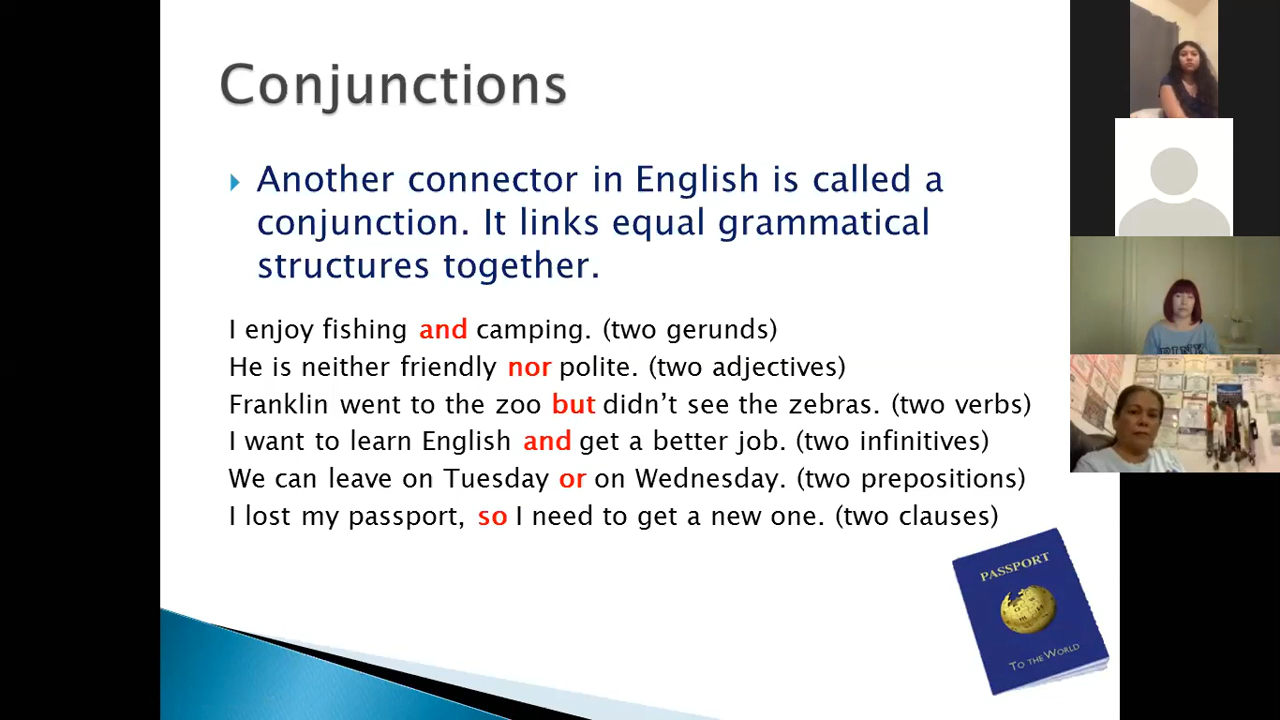 Conjunctions
Another connector in English is called a
conjunction. It links equal grammatical
structures together.
I enjoy fishing and camping. (two gerunds)
He is neither friendly nor polite. (two adjectives)
Franklin went to the zoo but didn’t see the zebras. (two verbs)
I want to learn English and get a better job. (two infinitives)
We can leave on Tuesday or on Wednesday. (two prepositions)
I lost my passport, so I need to get a new one. (two clauses)
PASSPORT
TO THE WORLD
PINK